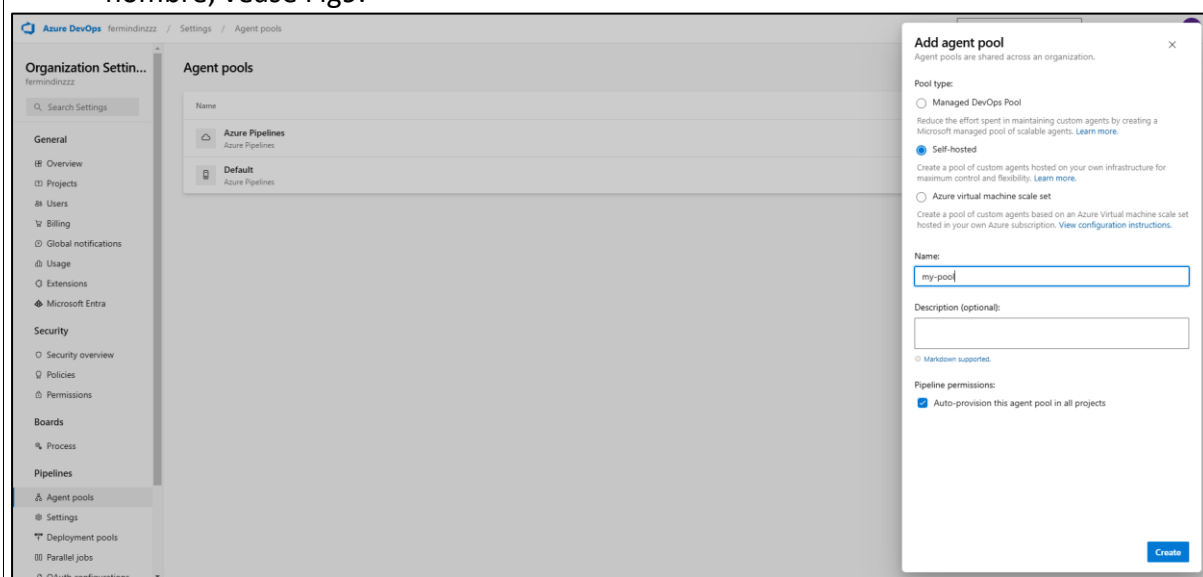 nombre, véase Fig5.
Azure DevOps fermindinzzz / Settings / Agent pools
Organization Settin...
fermindinzzz
Search Settings
General
Overview
Projects
Users
Billing
Global notifications
Usage
Extensions
Microsoft Entra
Security
Security overview
Policies
Permissions
Boards
Process
Pipelines
Agent pools
Settings
Deployment pools
Parallel jobs
OAuth configurations
Agent pools
Name
Azure Pipelines
Azure Pipelines
Default
Azure Pipelines
Add agent pool
Agent pools are shared across an organization.
Pool type:
Managed DevOps Pool
Reduce the effort spent in maintaining custom agents by creating a
Microsoft managed pool of scalable agents. Learn more.
Self-hosted
Create a pool of custom agents hosted on your own infrastructure for
maximum control and flexibility. Learn more.
Azure virtual machine scale set
Create a pool of custom agents based on an Azure Virtual machine scale set
hosted in your own Azure subscription. View configuration instructions.
Name:
my-pool
Description (optional):
Markdown supported.
Pipeline permissions:
Auto-provision this agent pool in all projects
Create